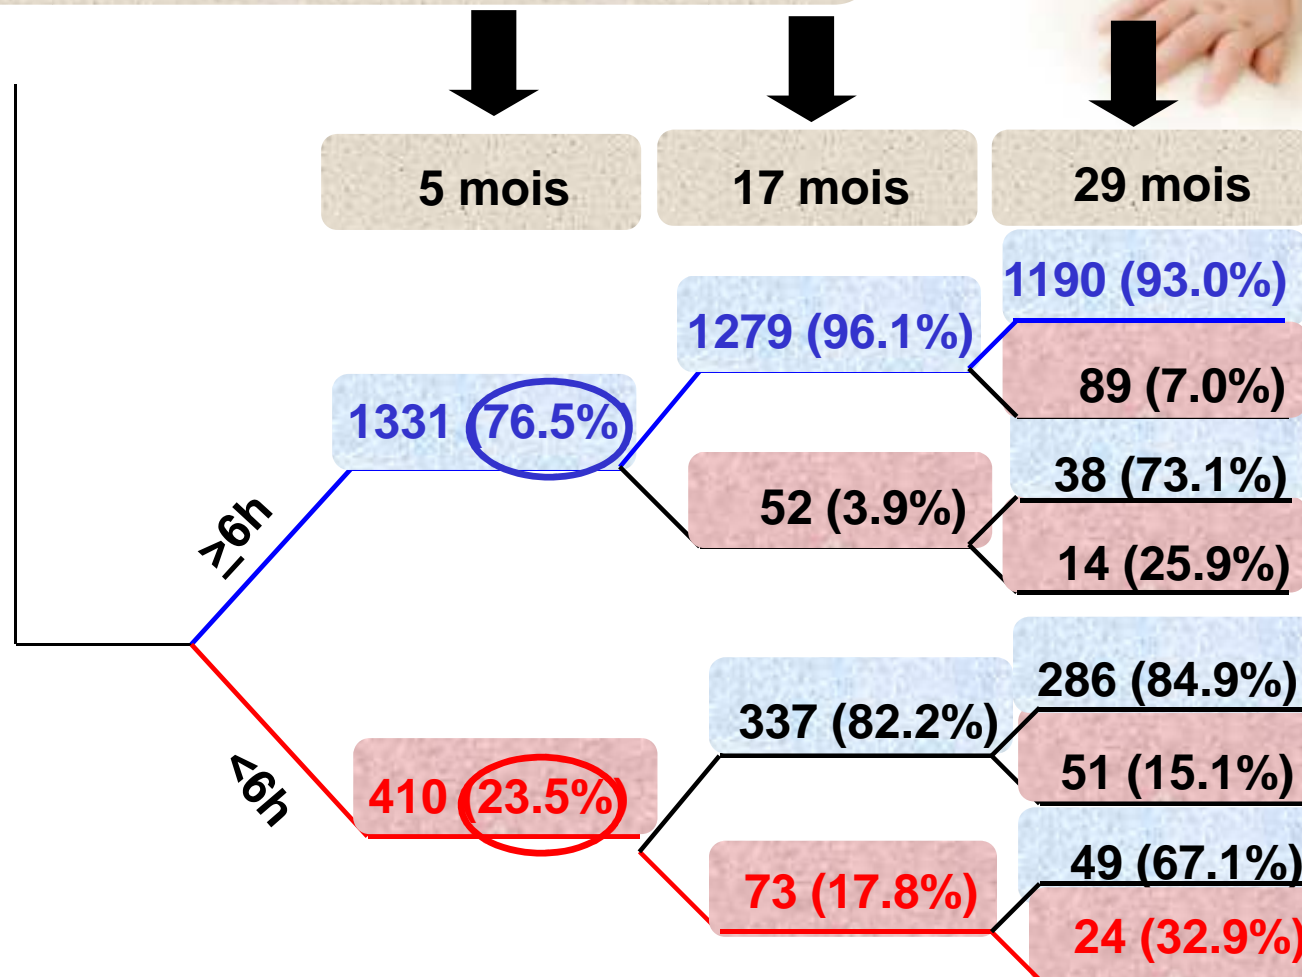 5 mois
17 mois
29 mois
1190 (93.0%)
1279 (96.1%)
89 (7.0%)
1331 (76.5%)
38 (73.1%)
52 (3.9%)
≥6h
14 (25.9%)
286 (84.9%)
337 (82.2%)
51 (15.1%)
<6h
410 (23.5%)
49 (67.1%)
73 (17.8%)
24 (32.9%)